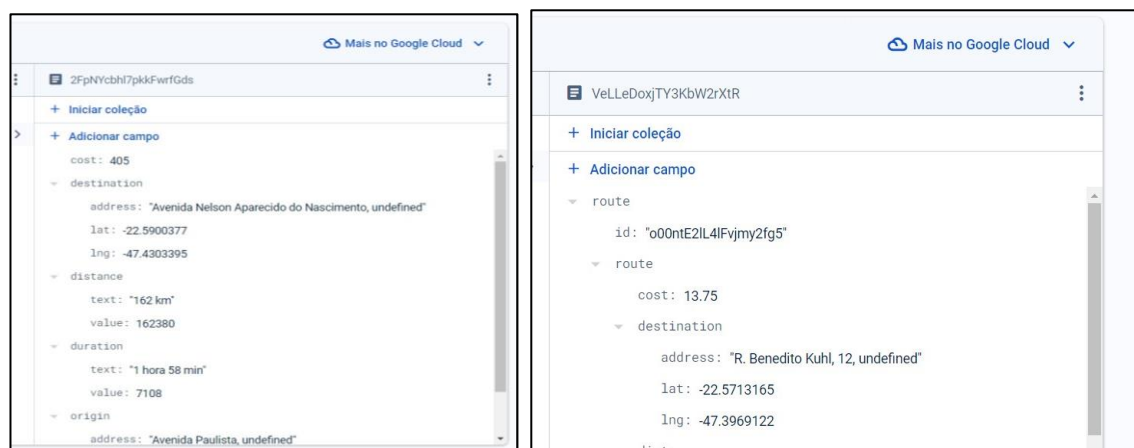 Mais no Google Cloud
2FpNYcbhl7pkkFwrfGds
+ Iniciar coleção
+ Adicionar campo
cost: 405
destination
address: "Avenida Nelson Aparecido do Nascimento, undefined"
lat: -22.5900377
lng: -47.4303395
distance
text: "162 km"
value: 162380
duration
text: "1 hora 58 min"
value: 7108
origin
address: "Avenida Paulista, undefined"
Mais no Google Cloud
VeLLeDoxjTY3KbW2rXtR
+ Iniciar coleção
+ Adicionar campo
route
id: "o00ntE2lL4lFvjmy2fg5"
route
cost: 13.75
destination
address: "R. Benedito Kuhl, 12, undefined"
lat: -22.5713165
lng: -47.3969122